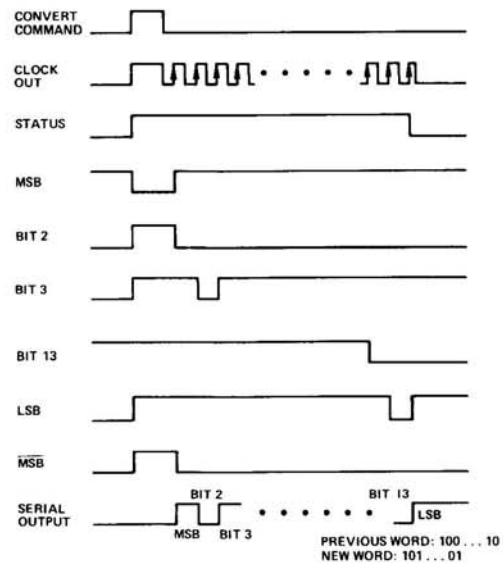 CONVERT
COMMAND
CLOCK
OUT
STATUS
MSB
BIT 2
BIT 3
BIT 13
LSB
MSB
SERIAL
OUTPUT
BIT 2
BIT 13
MSB
BIT 3
LSB
PREVIOUS WORD: 100 ... 10
NEW WORD: 101 ... 01